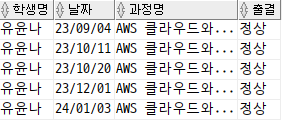 학생명 날짜 과정명 출결
유윤나 23/09/04 AWS 클라우드와... 정상
유윤나 23/10/11 AWS 클라우드와... 정상
유윤나 23/10/20 AWS 클라우드와... 정상
유윤나 23/12/01 AWS 클라우드와... 정상
유윤나 24/01/03 AWS 클라우드와... 정상